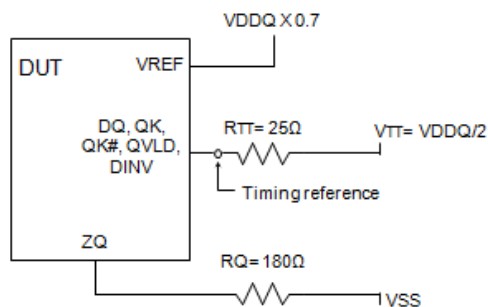 VDDQ X 0.7
DUT
VREF
DQ, QK,
QK#, QVLD,
DINV
RTT= 25Ω
VTT= VDDQ/2
Timing reference
ZQ
RQ= 180Ω
VSS